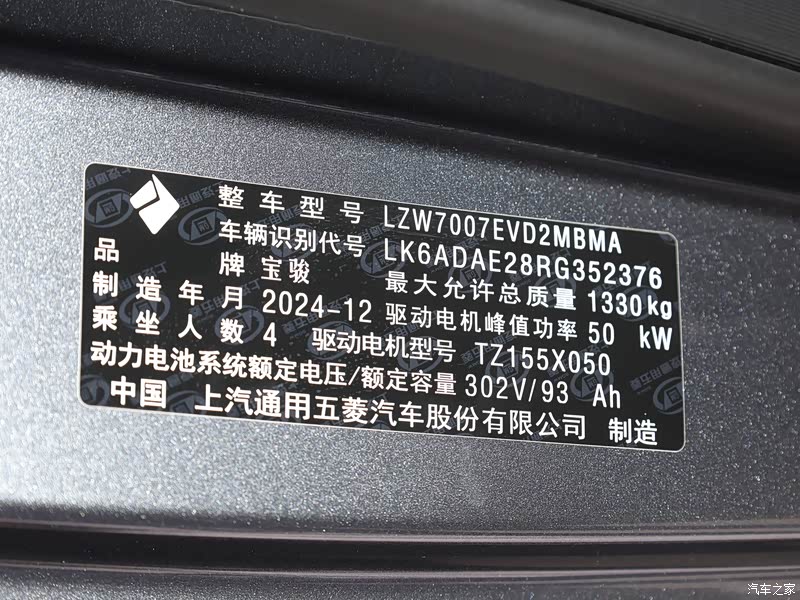 整车型号 LZW7007EVD2MBMA
车辆识别代号 LK6ADAE28RG352376
品牌 宝骏 最大允许总质量 1330kg
制造年月 2024-12 驱动电机峰值功率 50 kW
乘坐人数 4 驱动电机型号 TZ155X050
动力电池系统额定电压/额定容量 302V/93 Ah
中国 上汽通用五菱汽车股份有限公司 制造
汽车之家